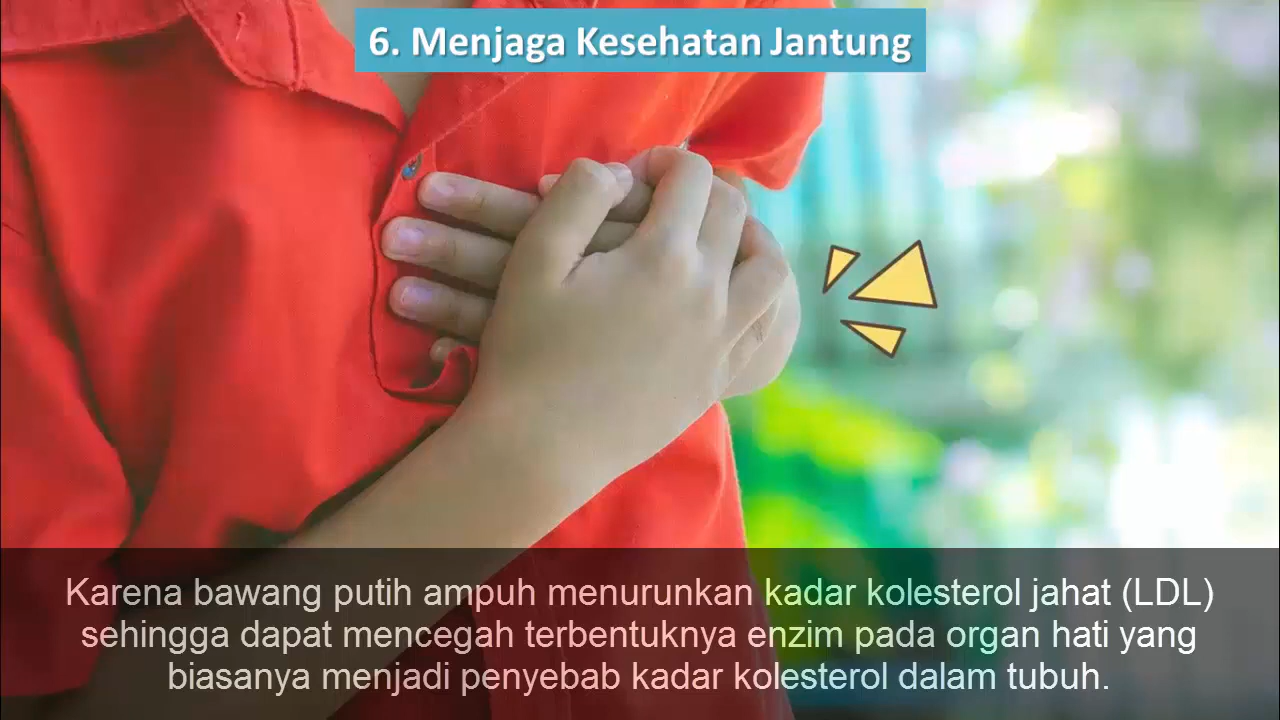 6. Menjaga Kesehatan Jantung
Karena bawang putih ampuh menurunkan kadar kolesterol jahat (LDL)
sehingga dapat mencegah terbentuknya enzim pada organ hati yang
biasanya menjadi penyebab kadar kolesterol dalam tubuh.